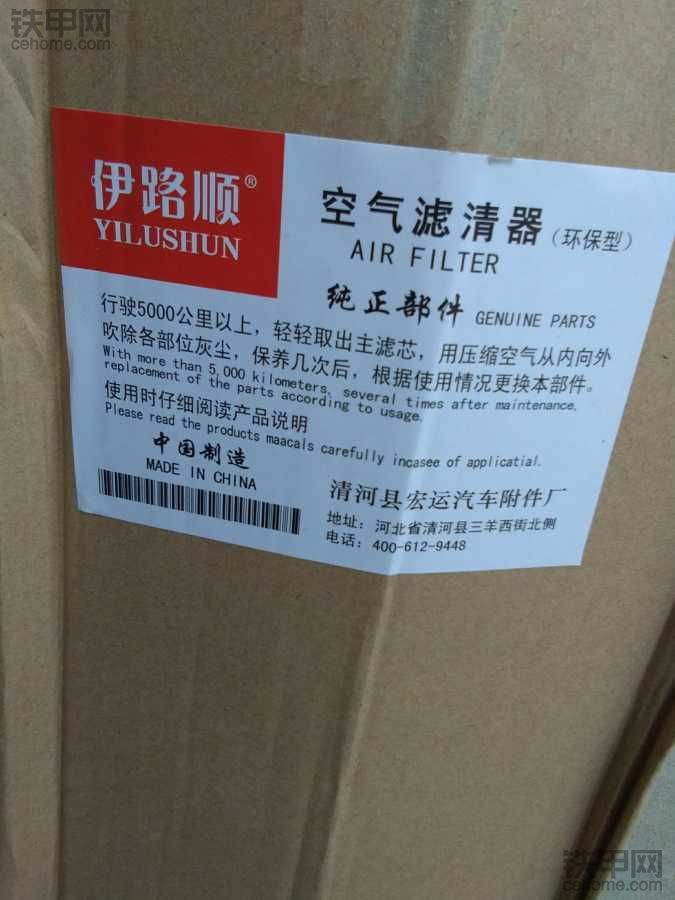 铁甲网
cehome.com
伊路顺®
YILUSHUN
空气滤清器（环保型）
AIR FILTER
纯正部件 GENUINE PARTS
行驶5000公里以上，轻轻取出主滤芯，用压缩空气从内向外
吹除各部位灰尘，保养几次后，根据使用情况更换本部件。
With more than 5,000 kilometers, several times after maintenance,
replacement of the parts according to usage.
使用时仔细阅读产品说明
Please read the products maacals carefully incasee of applicatial.
中国制造
MADE IN CHINA
清河县宏运汽车附件厂
地址：河北省清河县三羊西街北侧
电话：400-612-9448
铁甲网
cehome.com